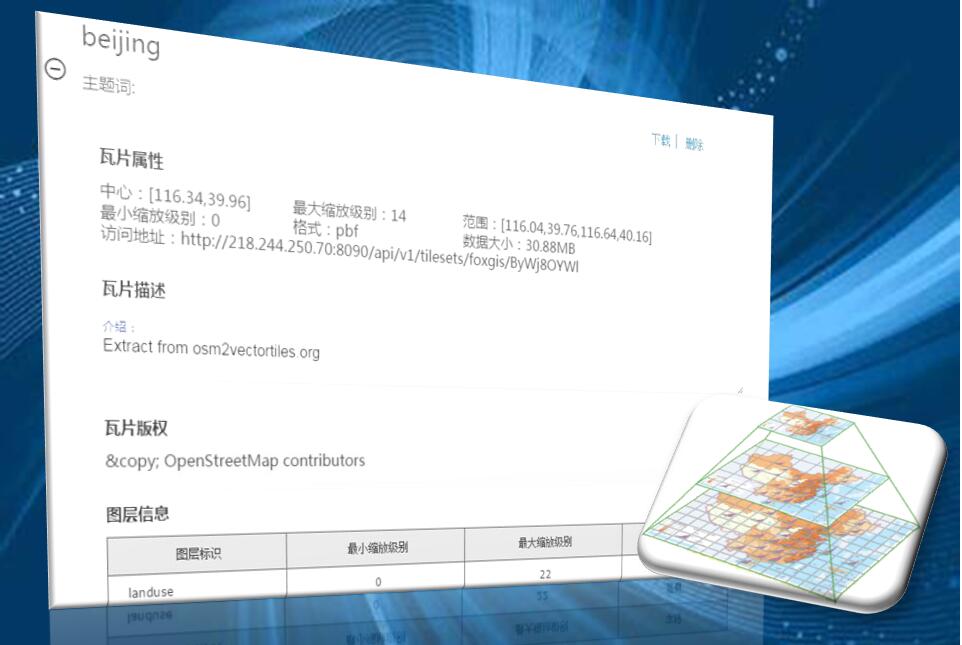 beijing
主题词:
下载 | 删除
瓦片属性
中心：[116.34,39.96] 最大缩放级别：14 范围：[116.04,39.76,116.64,40.16]
最小缩放级别：0 格式：pbf 数据大小：30.88MB
访问地址：http://218.244.250.70:8090/api/v1/tilesets/foxgis/ByWj8OYWl
瓦片描述
介绍：
Extract from osm2vectortiles.org
瓦片版权
&copy; OpenStreetMap contributors
图层信息
图层标识 最小缩放级别 最大缩放级别
landuse 0 22